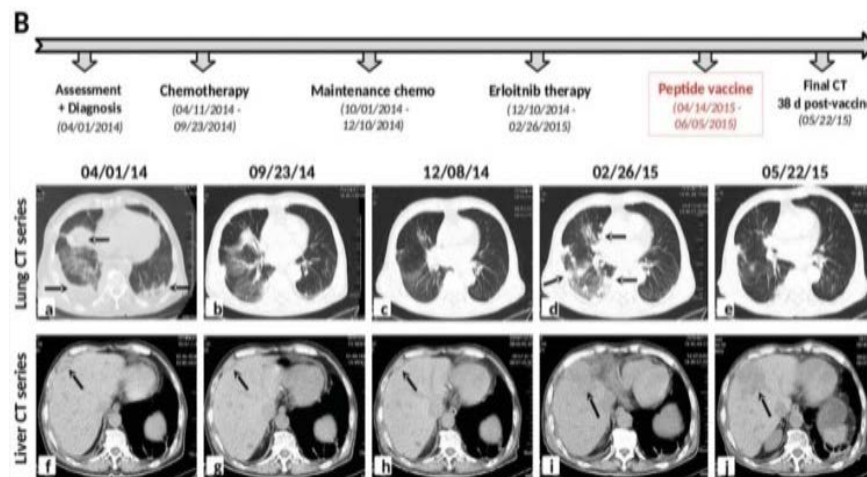 B
Assessment
+ Diagnosis
(04/01/2014)
Chemotherapy
(04/11/2014 -
09/23/2014)
Maintenance chemo
(10/01/2014 -
12/10/2014)
Erloitnib therapy
(12/10/2014 -
02/26/2015)
Peptide vaccine
(04/14/2015 -
06/05/2015)
Final CT
38 d post-vaccin
(05/22/15)
04/01/14 09/23/14 12/08/14 02/26/15 05/22/15
Lung CT series
a b c d e
Liver CT series
f g h i j